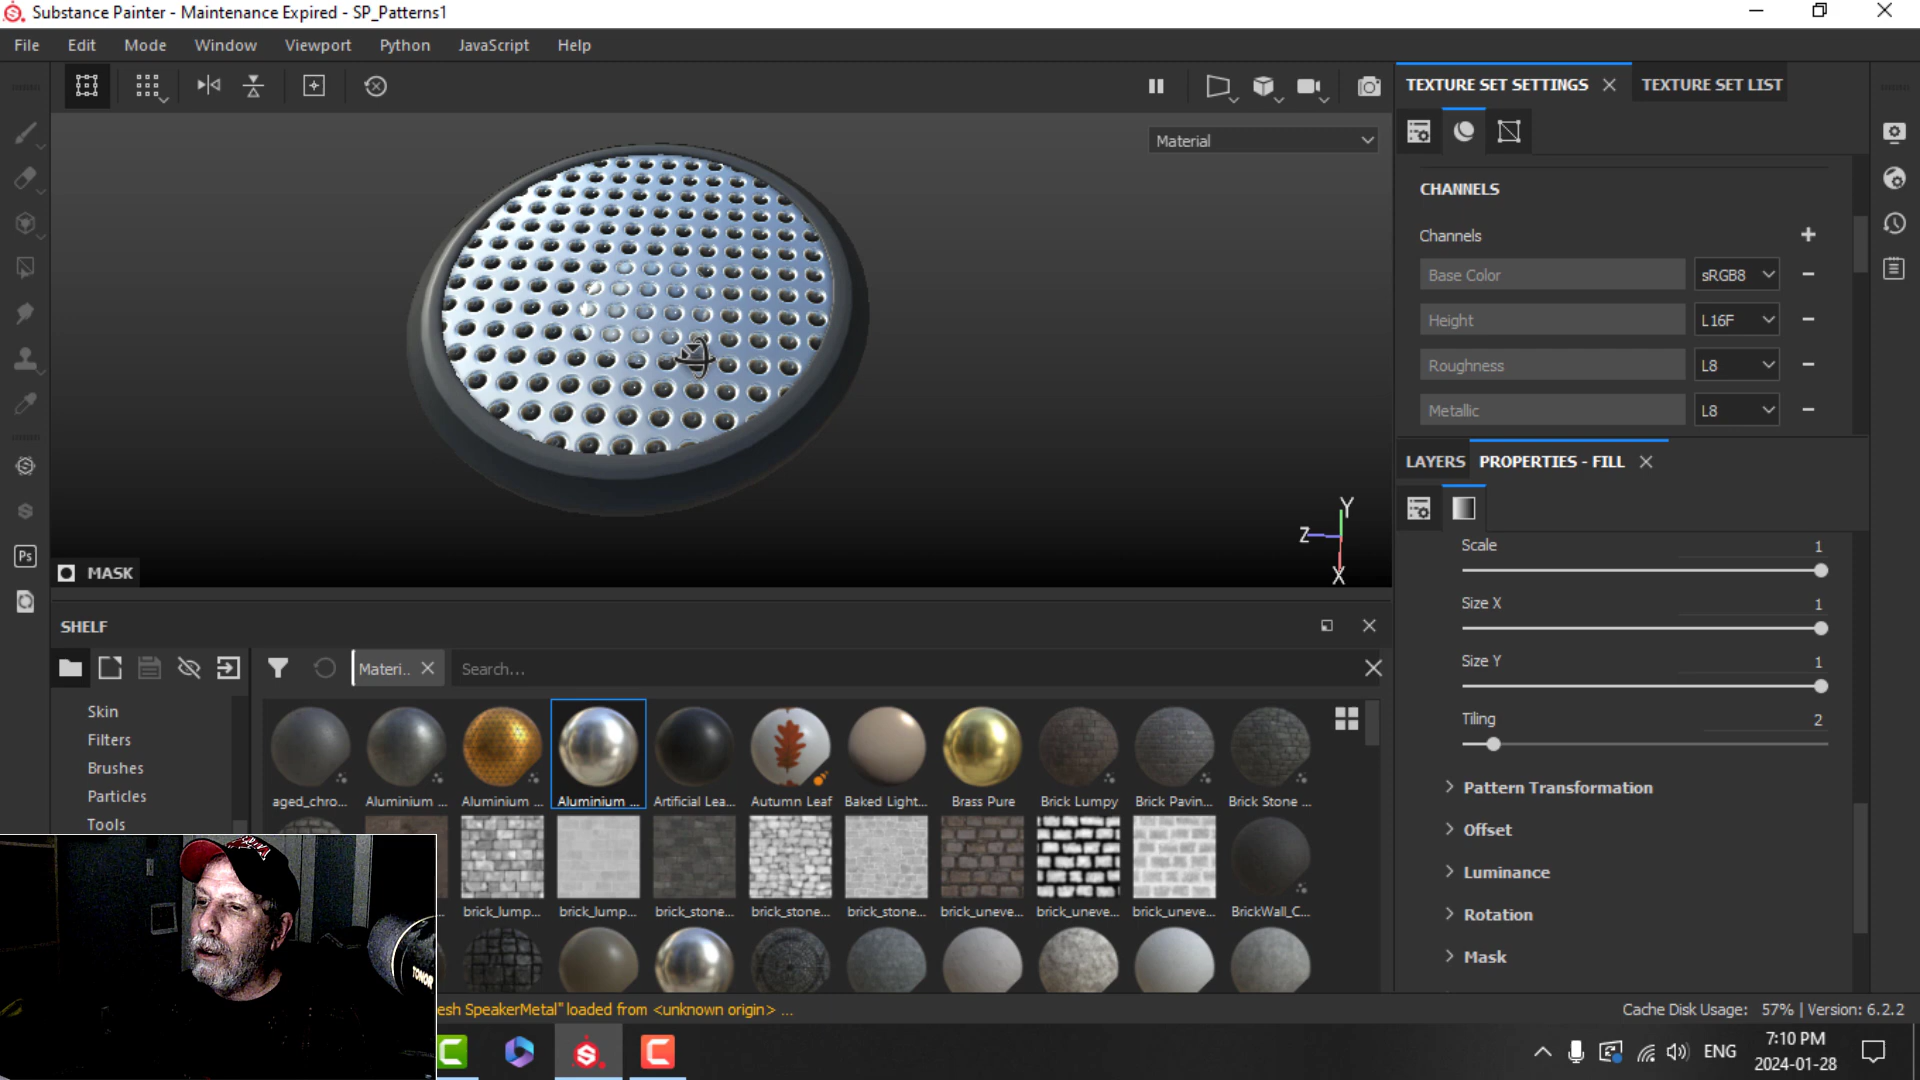 Substance Painter - Maintenance Expired - SP_Patterns1
File Edit Mode Window Viewport Python JavaScript Help
TEXTURE SET SETTINGS
TEXTURE SET LIST
Material
CHANNELS
Channels
Base Color sRGB8
Height L16F
Roughness L8
Metallic L8
Y
Z
X
MASK
LAYERS PROPERTIES - FILL
Scale 1
Size X 1
Size Y 1
Tiling 2
Pattern Transformation
Offset
Luminance
Rotation
Mask
Ps
SHELF
Materi..
Search...
Skin
Filters
Brushes
Particles
Tools
aged_chro... Aluminium ... Aluminium ... Aluminium ... Artificial Lea... Autumn Leaf Baked Light... Brass Pure Brick Lumpy Brick Pavin... Brick Stone ...
brick_lump... brick_lump... brick_stone... brick_stone... brick_stone... brick_uneve... brick_uneve... brick_uneve... BrickWall_C...
TONOR
esh SpeakerMetal" loaded from <unknown origin> ...
Cache Disk Usage: 57% | Version: 6.2.2
ENG
7:10 PM
2024-01-28